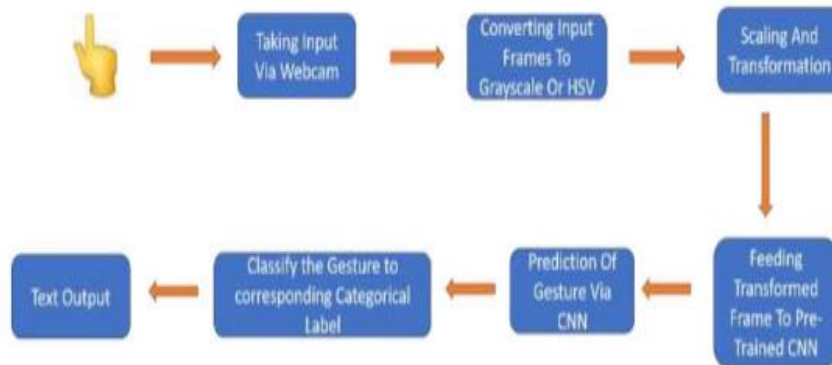 Taking Input
Via Webcam
Converting Input
Frames To
Grayscale Or HSV
Scaling And
Transformation
Feeding
Transformed
Frame To Pre-
Trained CNN
Prediction Of
Gesture Via
CNN
Classify the Gesture to
corresponding Categorical
Label
Text Output